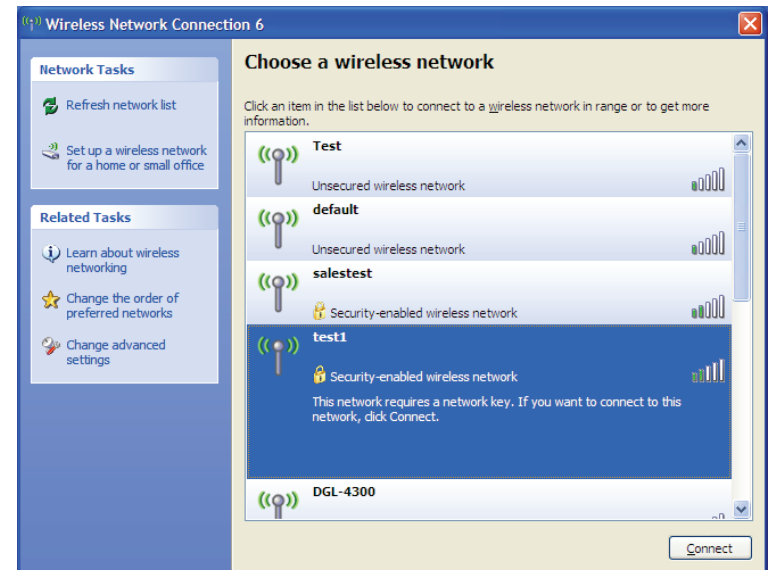 Wireless Network Connection 6
Network Tasks
Refresh network list
Set up a wireless network
for a home or small office
Related Tasks
Learn about wireless
networking
Change the order of
preferred networks
Change advanced
settings
Choose a wireless network
Click an item in the list below to connect to a wireless network in range or to get more
information.
Test
Unsecured wireless network
default
Unsecured wireless network
salestest
Security-enabled wireless network
test1
Security-enabled wireless network
This network requires a network key. If you want to connect to this
network, click Connect.
DGL-4300
Connect